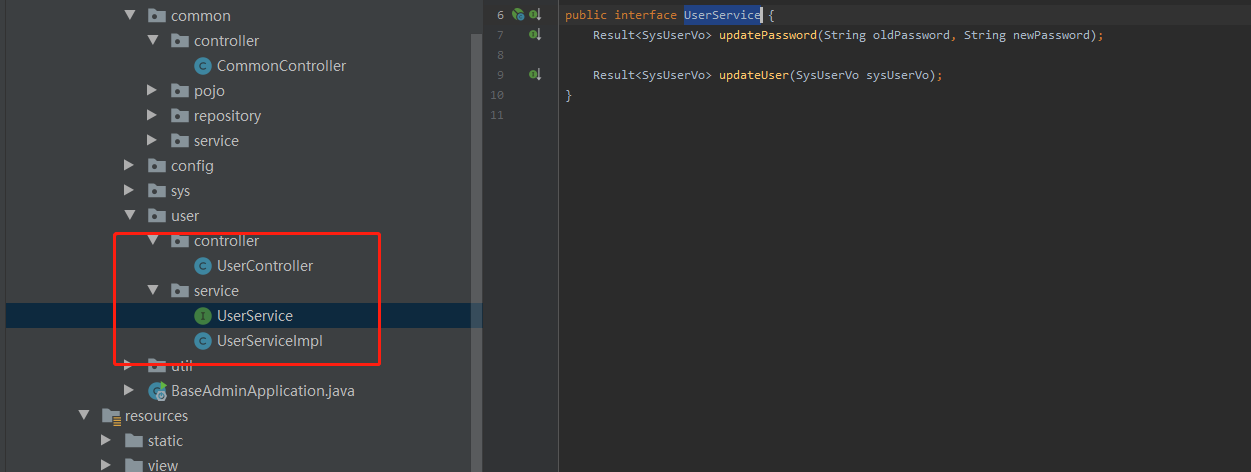 common
controller
CommonController
pojo
repository
service
config
sys
user
controller
UserController
service
UserService
UserServiceImpl
util
BaseAdminApplication.java
resources
static
view
6 public interface UserService {
7 Result<SysUserVo> updatePassword(String oldPassword, String newPassword);
8
9 Result<SysUserVo> updateUser(SysUserVo sysUserVo);
10 }
11